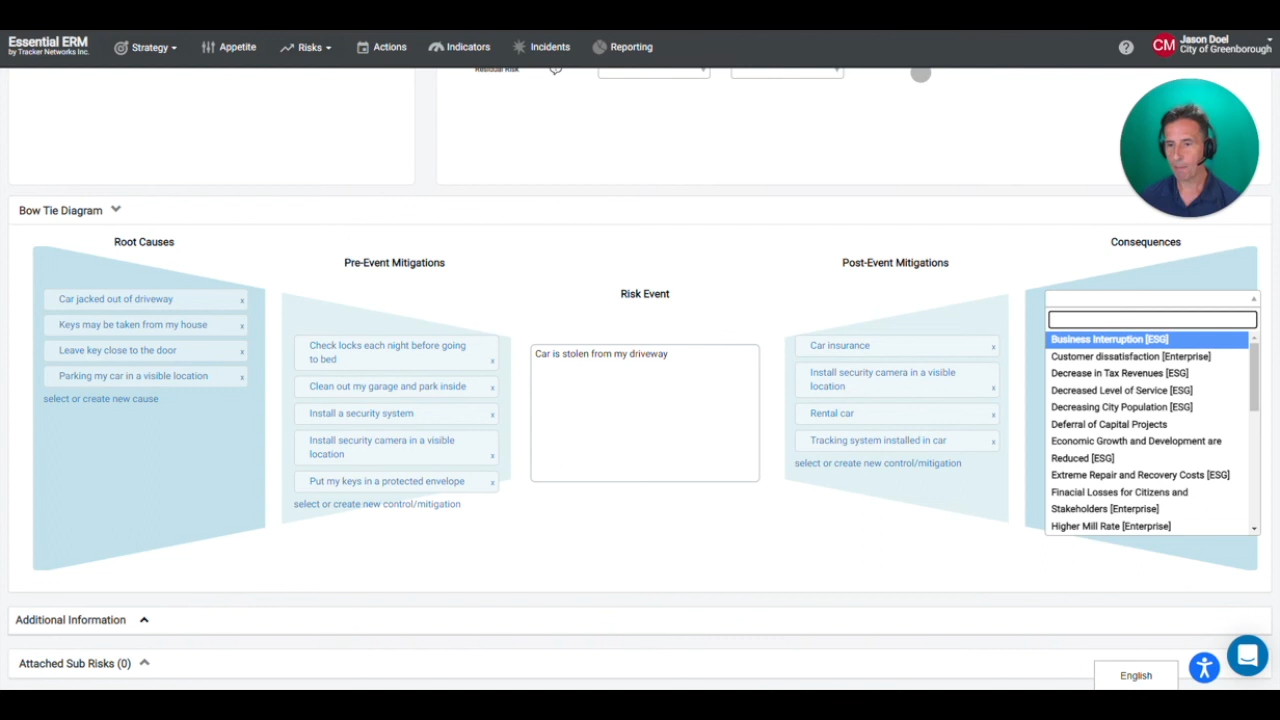 Essential ERM
by Tracker Networks Inc.
Strategy
Appetite
Risks
Actions
Indicators
Incidents
Reporting
?
CM
Jason Doel
City of Greenborough
Residual Risk
Bow Tie Diagram
Root Causes
Car jacked out of driveway x
Keys may be taken from my house x
Leave key close to the door x
Parking my car in a visible location x
select or create new cause
Pre-Event Mitigations
Check locks each night before going
to bed x
Clean out my garage and park inside x
Install a security system x
Install security camera in a visible
location x
Put my keys in a protected envelope x
select or create new control/mitigation
Risk Event
Car is stolen from my driveway
Post-Event Mitigations
Car insurance x
Install security camera in a visible
location x
Rental car x
Tracking system installed in car x
select or create new control/mitigation
Consequences
Business Interruption [ESG]
Customer dissatisfaction [Enterprise]
Decrease in Tax Revenues [ESG]
Decreased Level of Service [ESG]
Decreasing City Population [ESG]
Deferral of Capital Projects
Economic Growth and Development are
Reduced [ESG]
Extreme Repair and Recovery Costs [ESG]
Finacial Losses for Citizens and
Stakeholders [Enterprise]
Higher Mill Rate [Enterprise]
Additional Information
Attached Sub Risks (0)
English